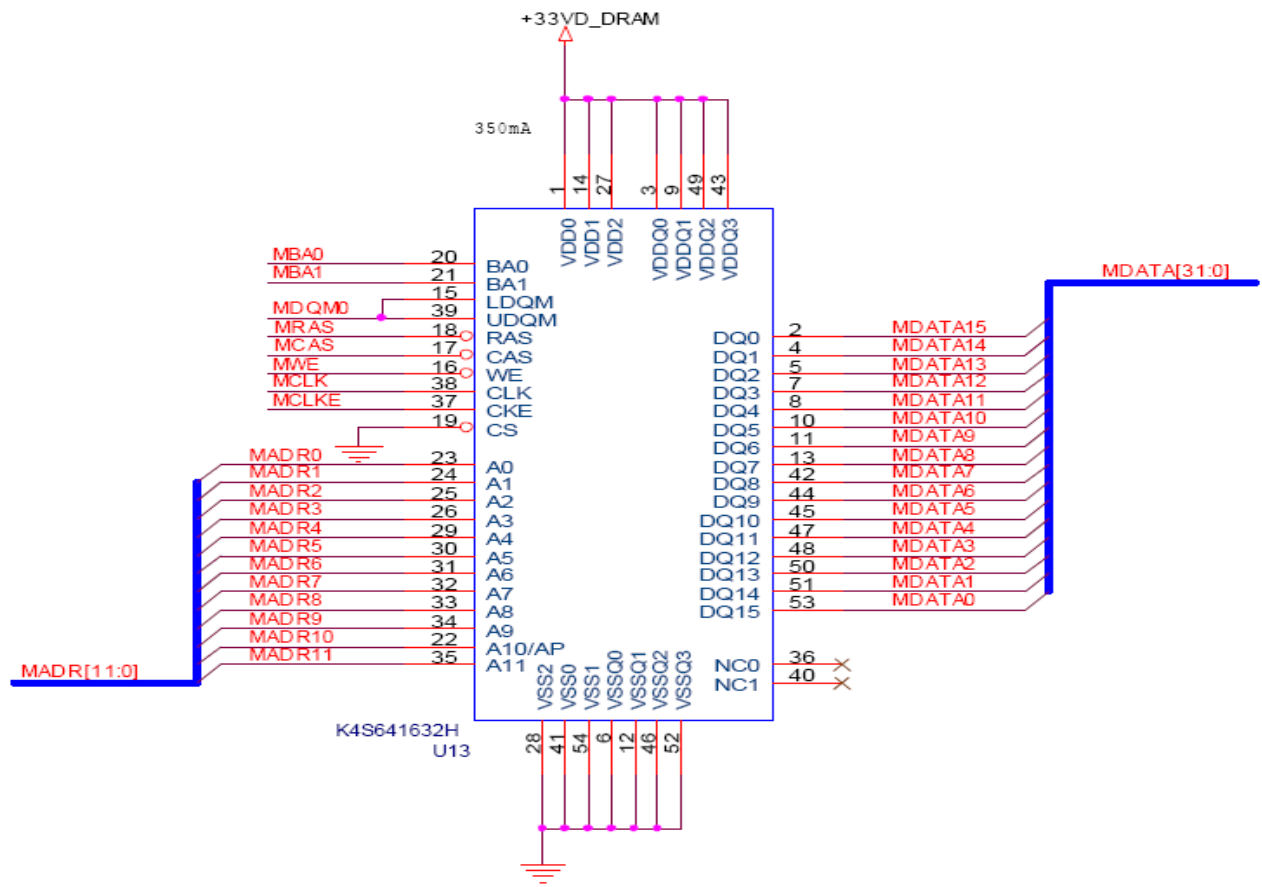 +33VD_DRAM
350mA
1 14 27 3 9 49 43
VDD0 VDD1 VDD2 VDDQ0 VDDQ1 VDDQ2 VDDQ3
MBA0 20 BA0
MBA1 21 BA1
15 LDQM
MDQM0 39 UDQM
MRAS 18 RAS
MCAS 17 CAS
MWE 16 WE
MCLK 38 CLK
MCLKE 37 CKE
19 CS
MADR0 23 A0
MADR1 24 A1
MADR2 25 A2
MADR3 26 A3
MADR4 29 A4
MADR5 30 A5
MADR6 31 A6
MADR7 32 A7
MADR8 33 A8
MADR9 34 A9
MADR10 22 A10/AP
MADR11 35 A11
MADR[11:0]
MDATA[31:0]
DQ0 2 MDATA15
DQ1 4 MDATA14
DQ2 5 MDATA13
DQ3 7 MDATA12
DQ4 8 MDATA11
DQ5 10 MDATA10
DQ6 11 MDATA9
DQ7 13 MDATA8
DQ8 42 MDATA7
DQ9 44 MDATA6
DQ10 45 MDATA5
DQ11 47 MDATA4
DQ12 48 MDATA3
DQ13 50 MDATA2
DQ14 51 MDATA1
DQ15 53 MDATA0
NC0 36
NC1 40
VSS2 VSS0 VSS1 VSSQ0 VSSQ1 VSSQ2 VSSQ3
28 41 54 6 12 46 52
K4S641632H
U13